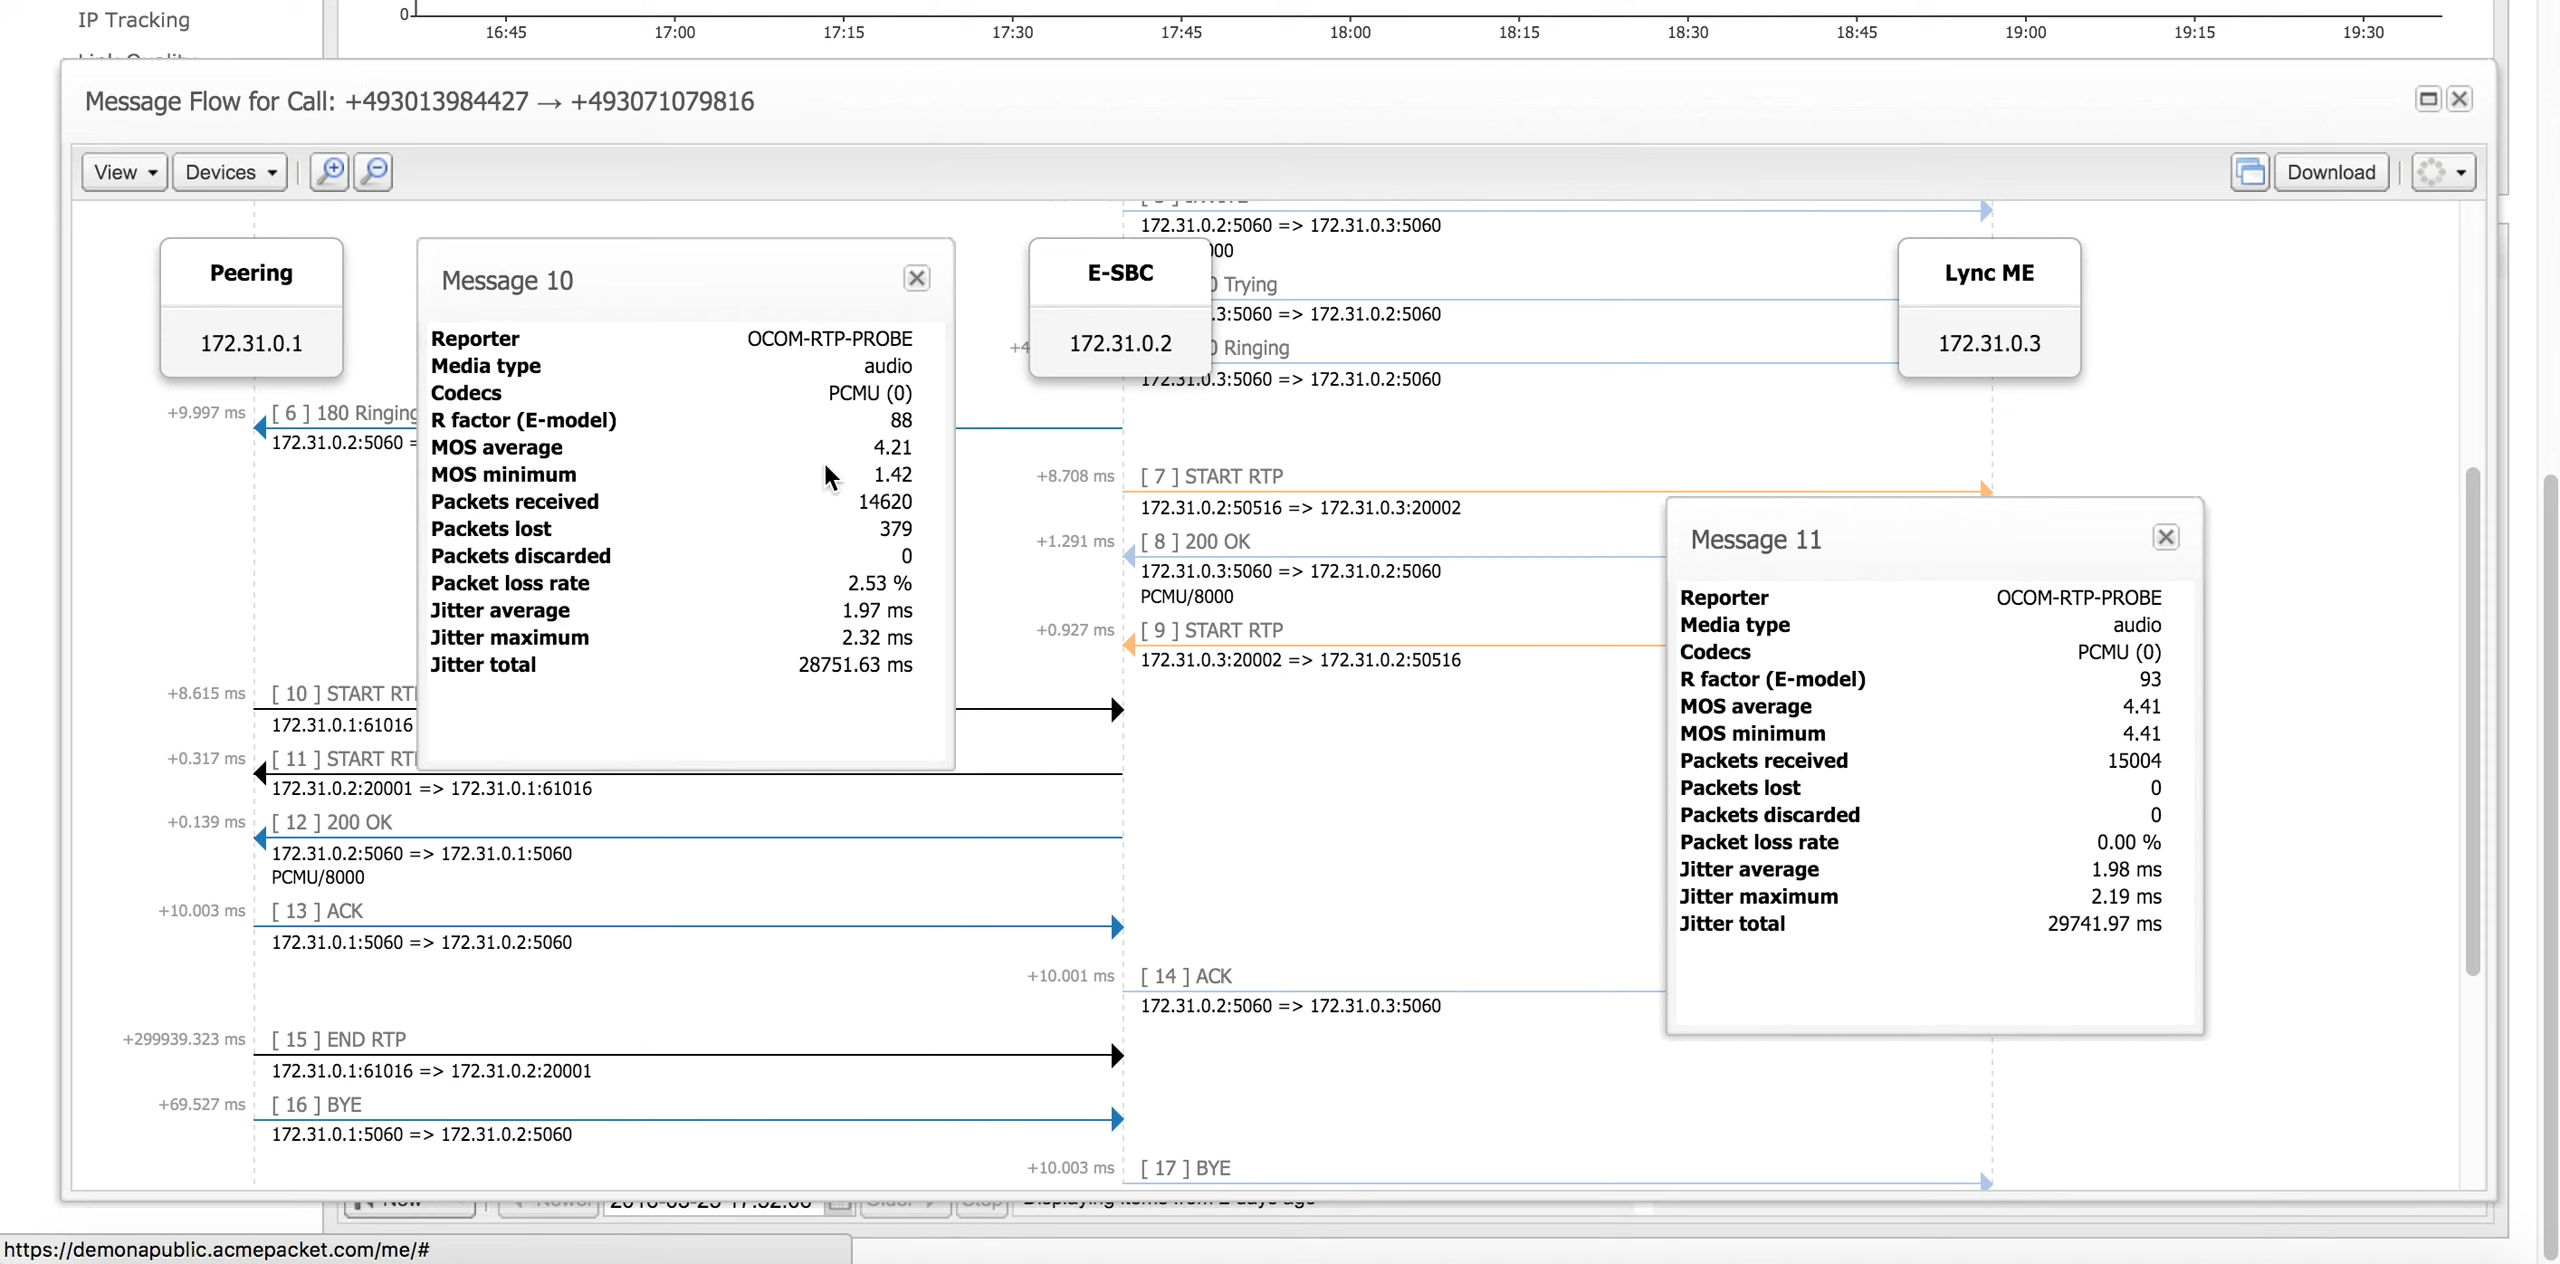 IP Tracking
0
16:45 17:00 17:15 17:30 17:45 18:00 18:15 18:30 18:45 19:00 19:15 19:30
Link Quality
Message Flow for Call: +493013984427 → +493071079816
View Devices Download
172.31.0.2:5060 => 172.31.0.3:5060
Peering
172.31.0.1
E-SBC
172.31.0.2
Lync ME
172.31.0.3
000
0 Trying
.3:5060 => 172.31.0.2:5060
+4
0 Ringing
172.31.0.3:5060 => 172.31.0.2:5060
Message 10
Reporter OCOM-RTP-PROBE
Media type audio
Codecs PCMU (0)
R factor (E-model) 88
MOS average 4.21
MOS minimum 1.42
Packets received 14620
Packets lost 379
Packets discarded 0
Packet loss rate 2.53 %
Jitter average 1.97 ms
Jitter maximum 2.32 ms
Jitter total 28751.63 ms
+9.997 ms [ 6 ] 180 Ringing
172.31.0.2:5060 =
+8.708 ms [ 7 ] START RTP
172.31.0.2:50516 => 172.31.0.3:20002
+1.291 ms [ 8 ] 200 OK
172.31.0.3:5060 => 172.31.0.2:5060
PCMU/8000
+0.927 ms [ 9 ] START RTP
172.31.0.3:20002 => 172.31.0.2:50516
Message 11
Reporter OCOM-RTP-PROBE
Media type audio
Codecs PCMU (0)
R factor (E-model) 93
MOS average 4.41
MOS minimum 4.41
Packets received 15004
Packets lost 0
Packets discarded 0
Packet loss rate 0.00 %
Jitter average 1.98 ms
Jitter maximum 2.19 ms
Jitter total 29741.97 ms
+8.615 ms [ 10 ] START RT
172.31.0.1:61016
+0.317 ms [ 11 ] START RT
172.31.0.2:20001 => 172.31.0.1:61016
+0.139 ms [ 12 ] 200 OK
172.31.0.2:5060 => 172.31.0.1:5060
PCMU/8000
+10.003 ms [ 13 ] ACK
172.31.0.1:5060 => 172.31.0.2:5060
+10.001 ms [ 14 ] ACK
172.31.0.2:5060 => 172.31.0.3:5060
+299939.323 ms [ 15 ] END RTP
172.31.0.1:61016 => 172.31.0.2:20001
+69.527 ms [ 16 ] BYE
172.31.0.1:5060 => 172.31.0.2:5060
+10.003 ms [ 17 ] BYE
https://demonapublic.acmepacket.com/me/#